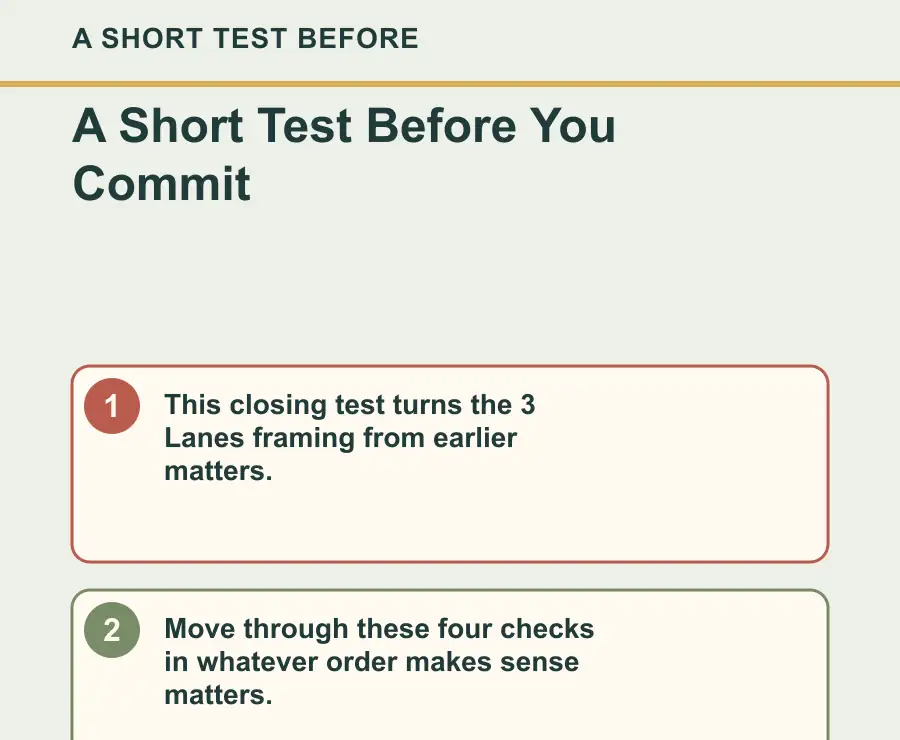 A SHORT TEST BEFORE
A Short Test Before You
Commit
1
This closing test turns the 3
Lanes framing from earlier
matters.
2
Move through these four checks
in whatever order makes sense
matters.